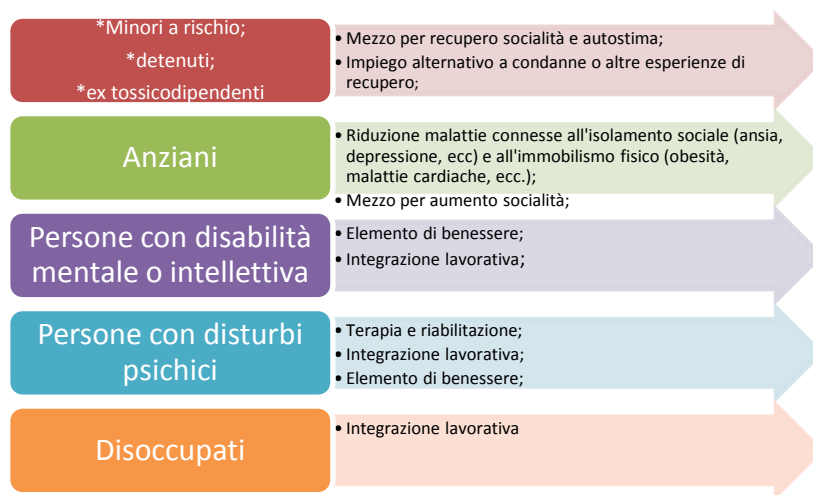 *Minori a rischio;
*detenuti;
*ex tossicodipendenti
• Mezzo per recupero socialità e autostima;
• Impiego alternativo a condanne o altre esperienze di
recupero;
Anziani
• Riduzione malattie connesse all'isolamento sociale (ansia,
depressione, ecc) e all'immobilismo fisico (obesità,
malattie cardiache, ecc.);
• Mezzo per aumento socialità;
Persone con disabilità
mentale o intellettiva
• Elemento di benessere;
• Integrazione lavorativa;
Persone con disturbi
psichici
• Terapia e riabilitazione;
• Integrazione lavorativa;
• Elemento di benessere;
Disoccupati
• Integrazione lavorativa